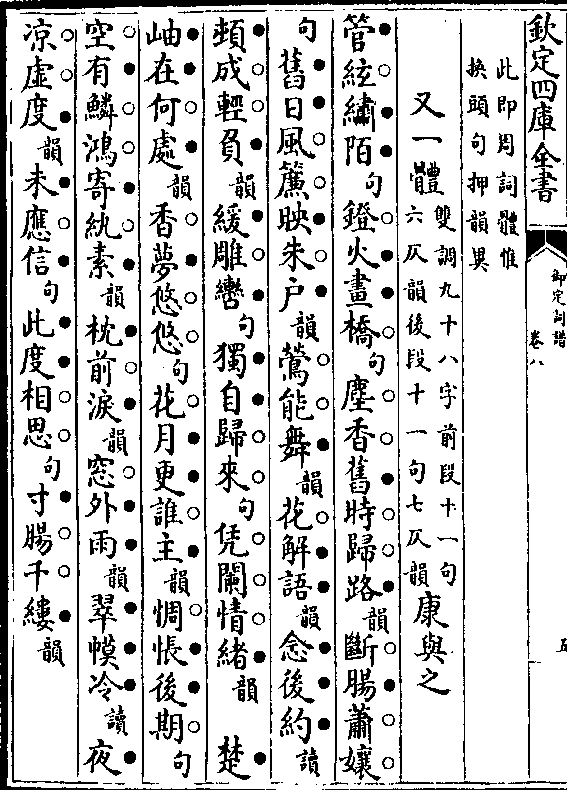 欽定四庫全書
御定詞譜
卷八
五
此即周詞體惟
換頭句押韻異
又一體
雙調九十八字前段十一句
六仄韻後段十一句七仄韻
康與之
管絃繡陌句鐙火畫橋句塵香舊時歸路韻斷腸蕭孃
句舊日風簾映朱户韻鶯能舞韻花解語韻念後約讀
頻成輕負韻緩雕轡句獨自歸來句凭闌情緒韻 楚
岫在何處韻香夢悠悠句花月更誰主韻惆悵後期句
空有鱗鴻寄紈素韻枕前淚韻窓外雨韻翠幙冷讀夜
凉虚度韻未應信句此度相思句寸腸千縷韻